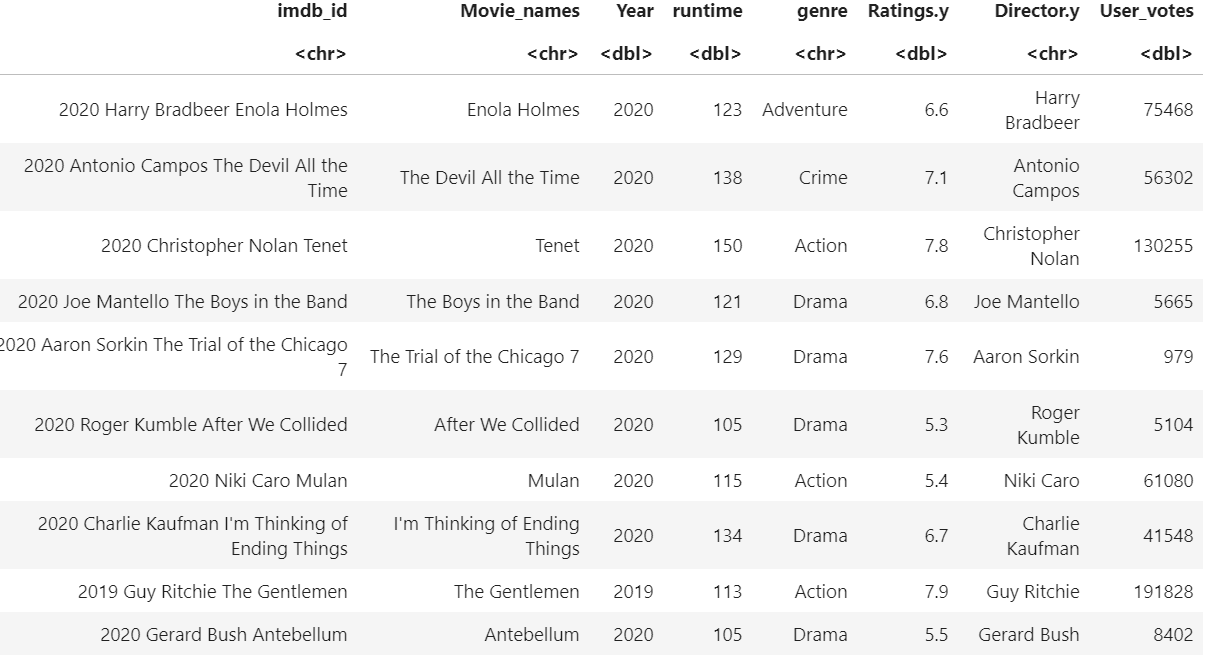 imdb_id Movie_names Year runtime genre Ratings.y Director.y User_votes
<chr> <chr> <dbl> <dbl> <chr> <dbl> <chr> <dbl>
2020 Harry Bradbeer Enola Holmes Enola Holmes 2020 123 Adventure 6.6 Harry Bradbeer 75468
2020 Antonio Campos The Devil All the Time The Devil All the Time 2020 138 Crime 7.1 Antonio Campos 56302
2020 Christopher Nolan Tenet Tenet 2020 150 Action 7.8 Christopher Nolan 130255
2020 Joe Mantello The Boys in the Band The Boys in the Band 2020 121 Drama 6.8 Joe Mantello 5665
2020 Aaron Sorkin The Trial of the Chicago 7 The Trial of the Chicago 7 2020 129 Drama 7.6 Aaron Sorkin 979
2020 Roger Kumble After We Collided After We Collided 2020 105 Drama 5.3 Roger Kumble 5104
2020 Niki Caro Mulan Mulan 2020 115 Action 5.4 Niki Caro 61080
2020 Charlie Kaufman I'm Thinking of Ending Things I'm Thinking of Ending Things 2020 134 Drama 6.7 Charlie Kaufman 41548
2019 Guy Ritchie The Gentlemen The Gentlemen 2019 113 Action 7.9 Guy Ritchie 191828
2020 Gerard Bush Antebellum Antebellum 2020 105 Drama 5.5 Gerard Bush 8402